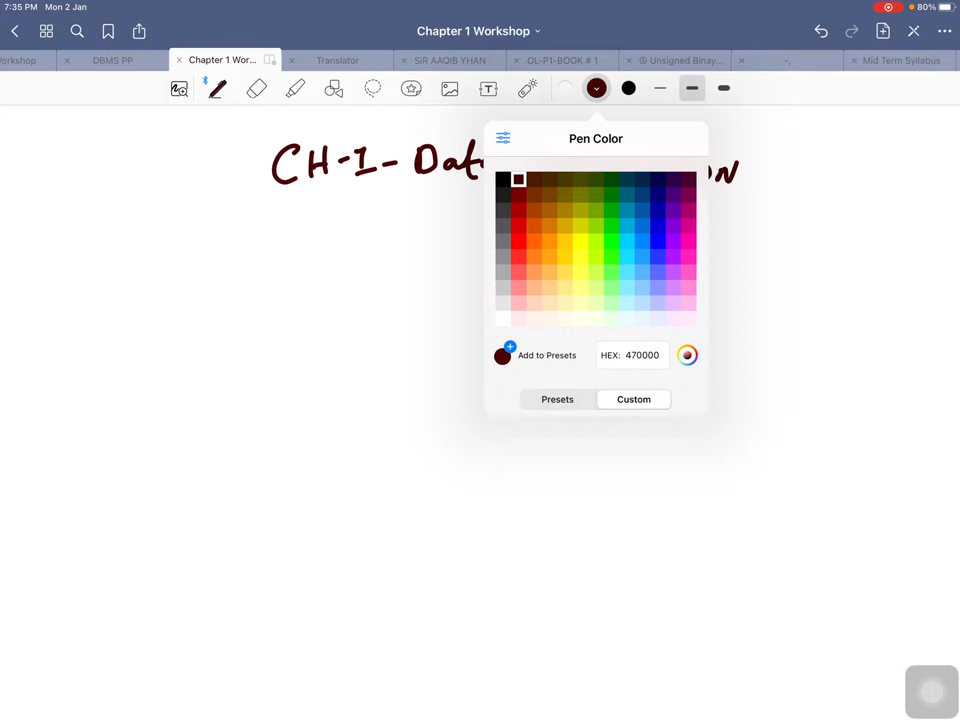 7:35 PM Mon 2 Jan
80%
Chapter 1 Workshop
orkshop
DBMS PP
Chapter 1 Wor...
Translator
SiR AAQIB YHAN
OL-P1-BOOK # 1
Unsigned Binay...
-,
Mid Term Syllabus
T
Pen Color
CH-1- Dat
ON
Add to Presets
HEX: 470000
Presets
Custom